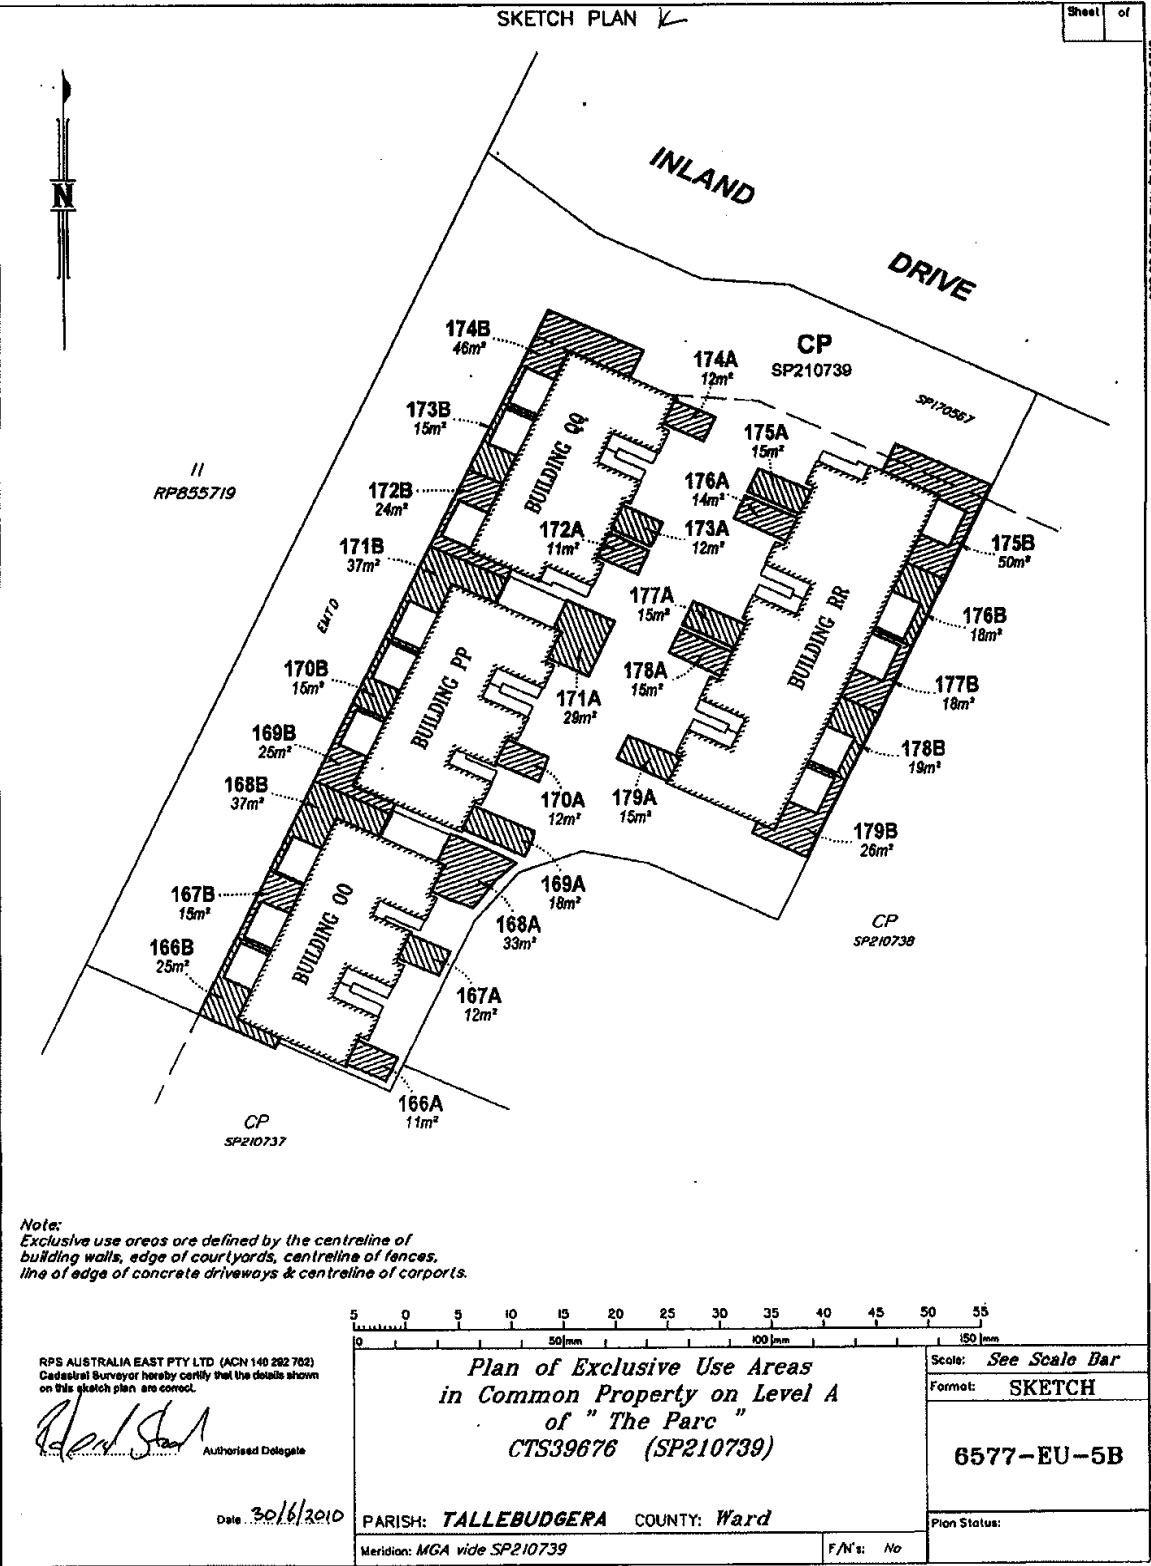 SKETCH PLAN
Sheet of
N
INLAND
DRIVE
CP
SP210739
SP170567
174B
46m²
174A
12m²
173B
15m²
175A
15m²
11
RP855719
BUILDING QQ
176A
14m²
172B
24m²
172A
11m²
173A
12m²
175B
50m²
171B
37m²
EMTD
177A
15m²
BUILDING RR
176B
18m²
170B
15m²
BUILDING PP
178A
15m²
171A
29m²
177B
18m²
169B
25m²
178B
19m²
168B
37m²
170A
12m²
179A
15m²
179B
26m²
167B
15m²
169A
18m²
168A
33m²
CP
SP210738
BUILDING OO
166B
25m²
167A
12m²
166A
11m²
CP
SP210737
Note:
Exclusive use areas are defined by the centreline of
building walls, edge of courtyards, centreline of fences,
line of edge of concrete driveways & centreline of carports.
5 0 5 10 15 20 25 30 35 40 45 50 55
0 50mm 100mm 150mm
RPS AUSTRALIA EAST PTY LTD (ACN 140 292 762)
Cadastral Surveyor hereby certify that the details shown
on this sketch plan are correct.
Authorised Delegate
Date 30/6/2010
Plan of Exclusive Use Areas
in Common Property on Level A
of " The Parc "
CTS39676 (SP210739)
PARISH: TALLEBUDGERA COUNTY: Ward
Meridian: MGA vide SP210739
F/N's: No
Scale: See Scale Bar
Format: SKETCH
6577-EU-5B
Plan Status: